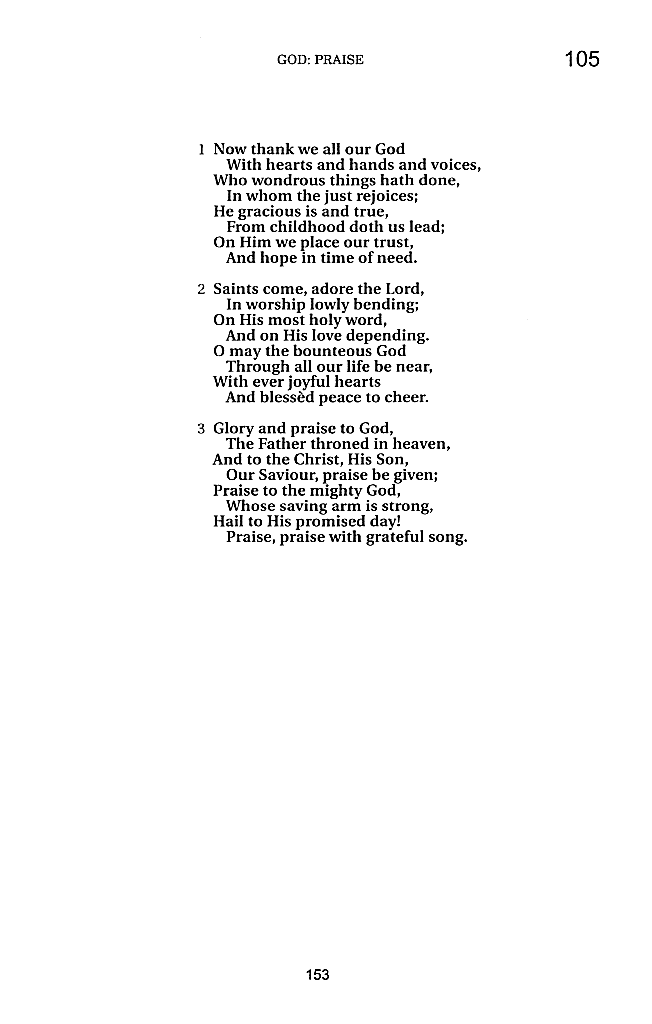 GOD: PRAISE 105
1 Now thank we all our God
With hearts and hands and voices,
Who wondrous things hath done,
In whom the just rejoices;
He gracious is and true,
From childhood doth us lead;
On Him we place our trust,
And hope in time of need.
2 Saints come, adore the Lord,
In worship lowly bending;
On His most holy word,
And on His love depending.
O may the bounteous God
Through all our life be near,
With ever joyful hearts
And blessèd peace to cheer.
3 Glory and praise to God,
The Father throned in heaven,
And to the Christ, His Son,
Our Saviour, praise be given;
Praise to the mighty God,
Whose saving arm is strong,
Hail to His promised day!
Praise, praise with grateful song.
153